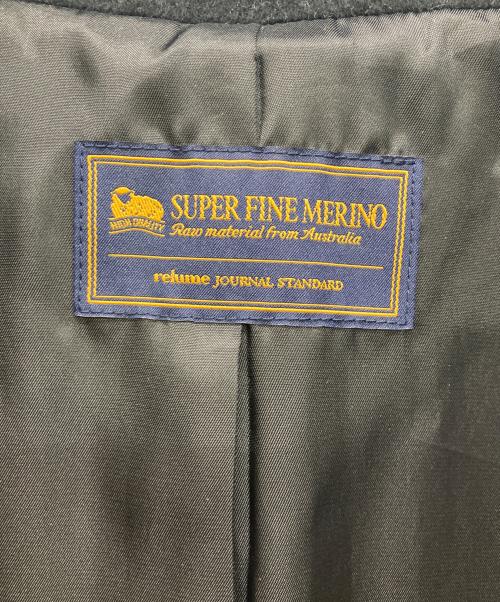 SUPER FINE MERINO
HIGH QUALITY
Raw material from Australia
relume JOURNAL STANDARD